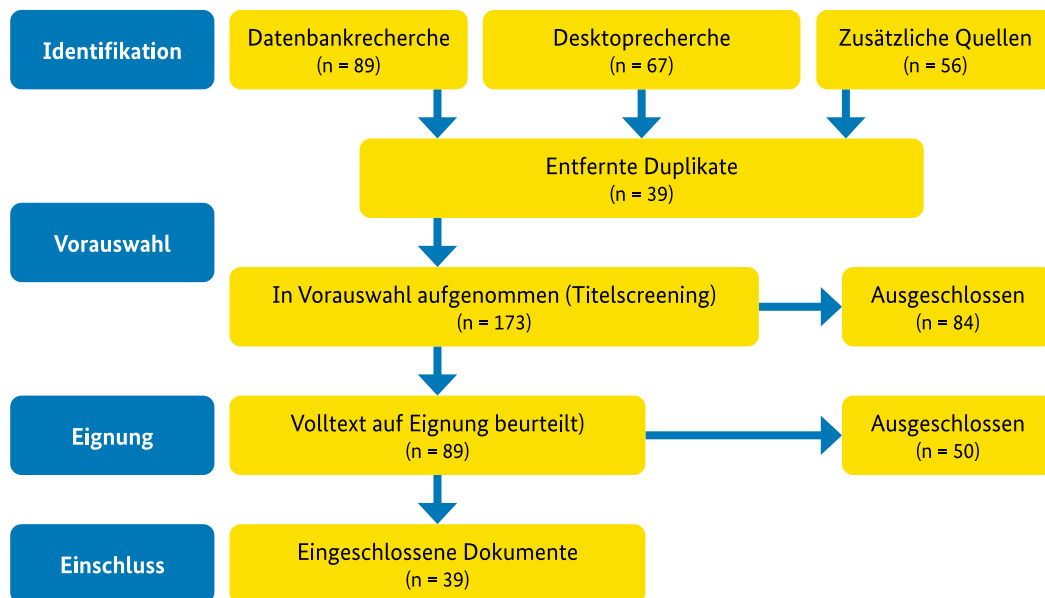 Identifikation
Datenbankrecherche
(n = 89)
Desktoprecherche
(n = 67)
Zusätzliche Quellen
(n = 56)
Entfernte Duplikate
(n = 39)
Vorauswahl
In Vorauswahl aufgenommen (Titelscreening)
(n = 173)
Ausgeschlossen
(n = 84)
Eignung
Volltext auf Eignung beurteilt)
(n = 89)
Ausgeschlossen
(n = 50)
Einschluss
Eingeschlossene Dokumente
(n = 39)